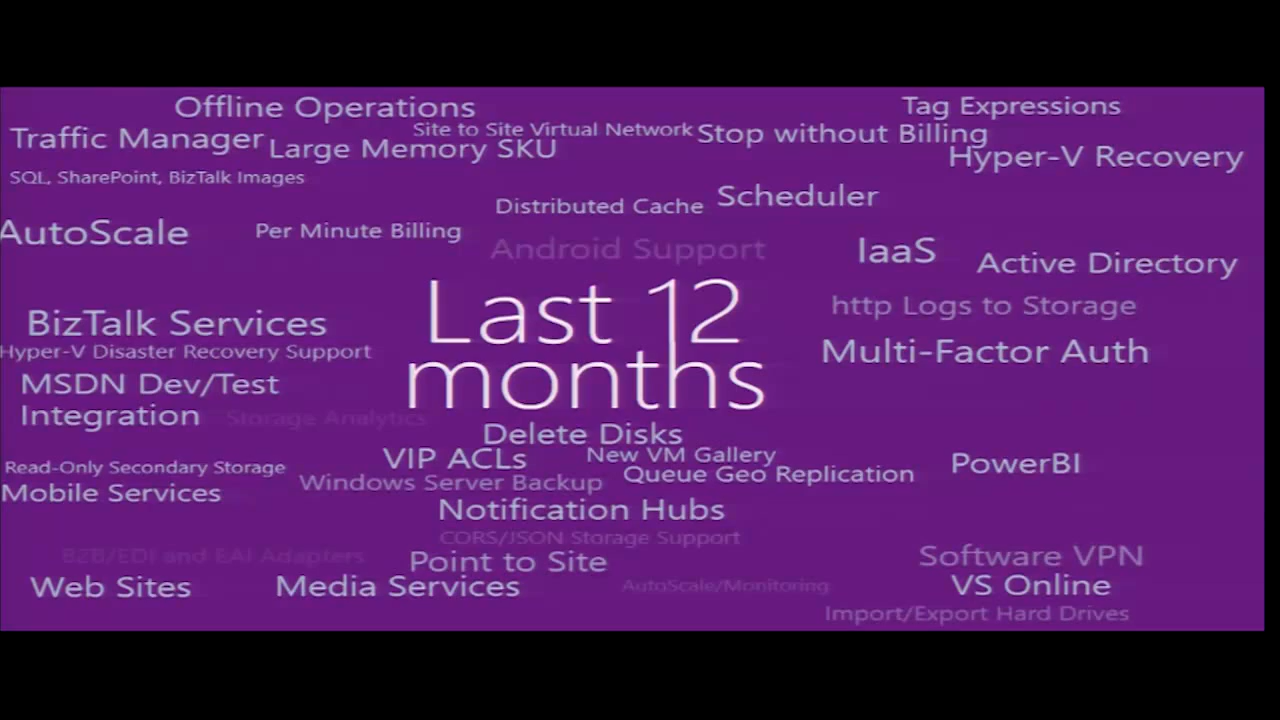 Offline Operations
Tag Expressions
Traffic Manager
Site to Site Virtual Network
Stop without Billing
Large Memory SKU
Hyper-V Recovery
SQL, SharePoint, BizTalk Images
Distributed Cache
Scheduler
AutoScale
Per Minute Billing
Android Support
IaaS
Active Directory
http Logs to Storage
Last 12
months
BizTalk Services
Hyper-V Disaster Recovery Support
Multi-Factor Auth
MSDN Dev/Test
Integration
Storage Analytics
Delete Disks
VIP ACLs
New VM Gallery
Read-Only Secondary Storage
Windows Server Backup
Queue Geo Replication
PowerBI
Mobile Services
Notification Hubs
CORS/JSON Storage Support
B2B/EDI and EAI Adapters
Point to Site
Software VPN
Web Sites
Media Services
AutoScale/Monitoring
VS Online
Import/Export Hard Drives